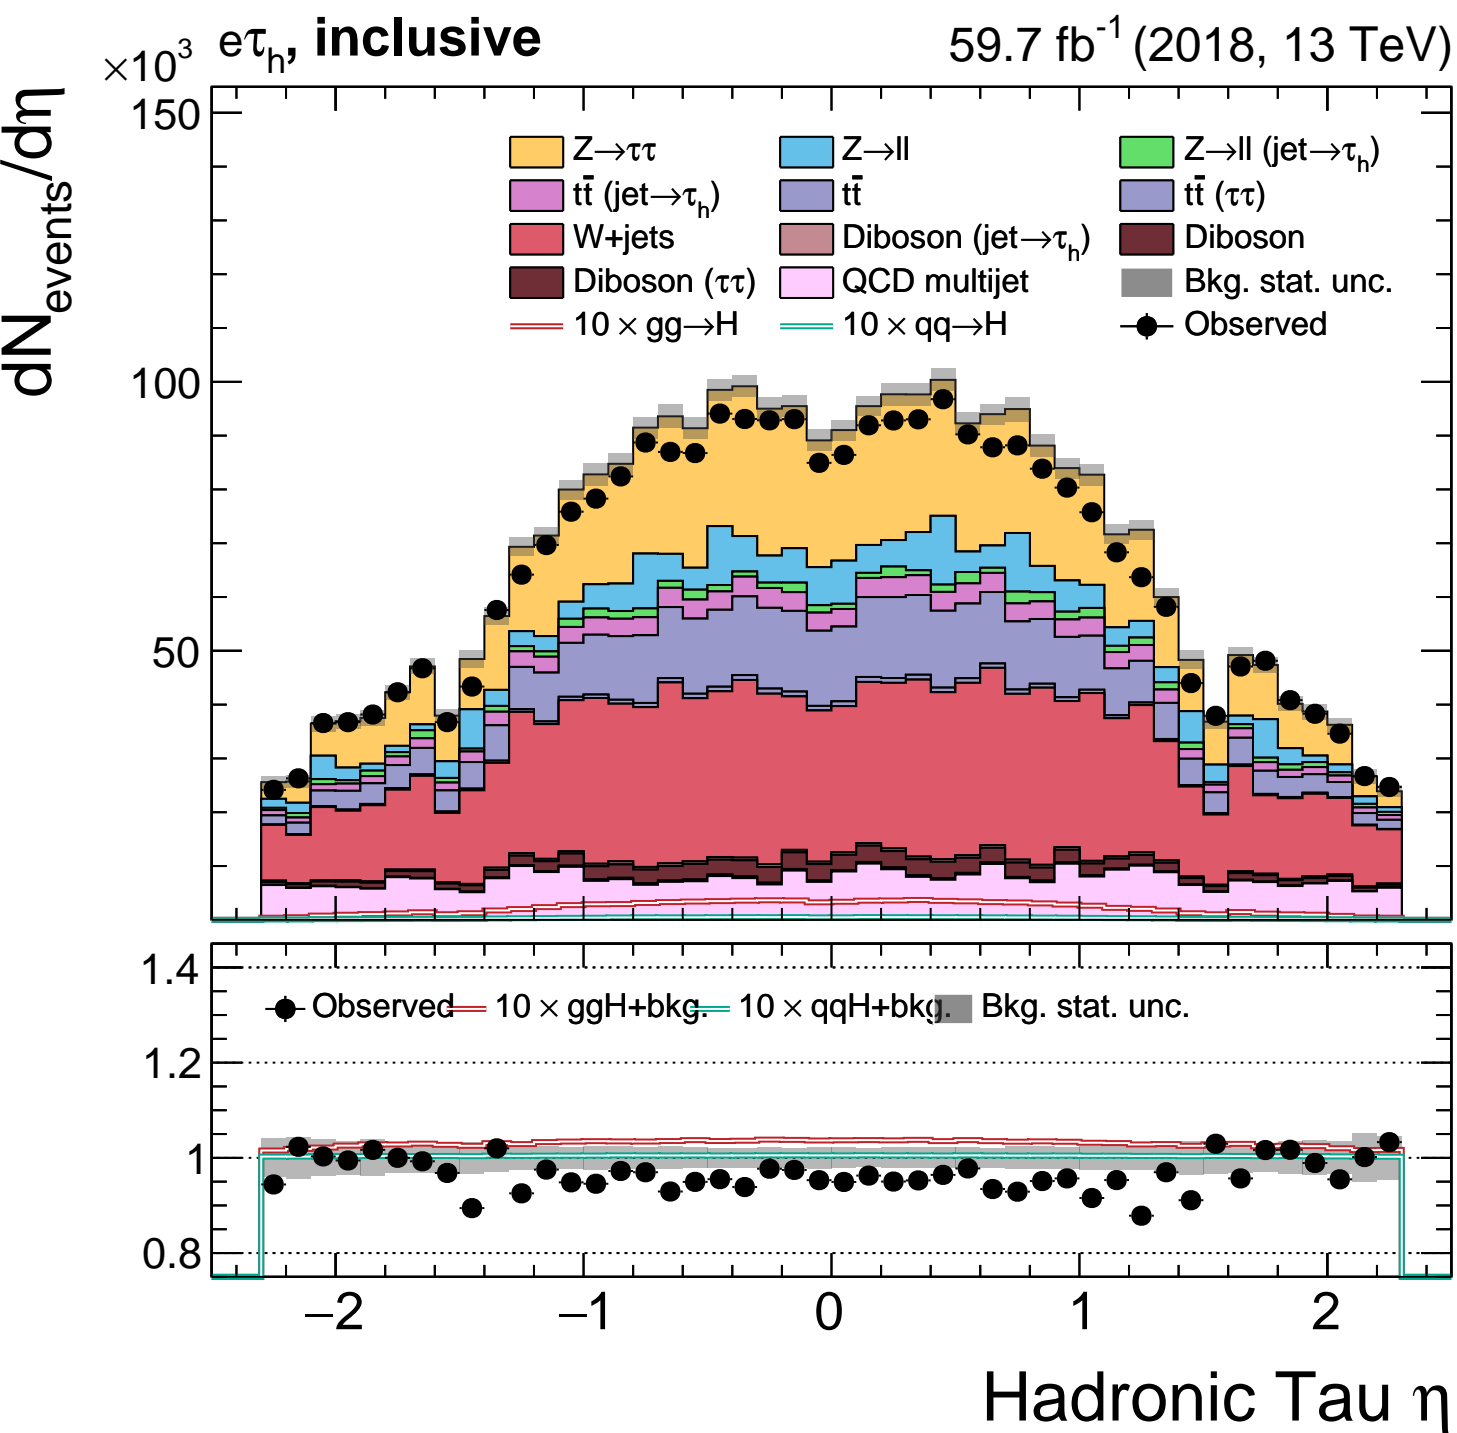 ×10³ eτₕ, inclusive 59.7 fb⁻¹ (2018, 13 TeV)
dN_events/dη
150
100
50
Z→ττ Z→ll Z→ll (jet→τₕ)
tt̄ (jet→τₕ) tt̄ tt̄ (ττ)
W+jets Diboson (jet→τₕ) Diboson
Diboson (ττ) QCD multijet Bkg. stat. unc.
10 × gg→H 10 × qq→H Observed
1.4
Observed 10 × ggH+bkg. 10 × qqH+bkg. Bkg. stat. unc.
1.2
1
0.8
−2 −1 0 1 2
Hadronic Tau η